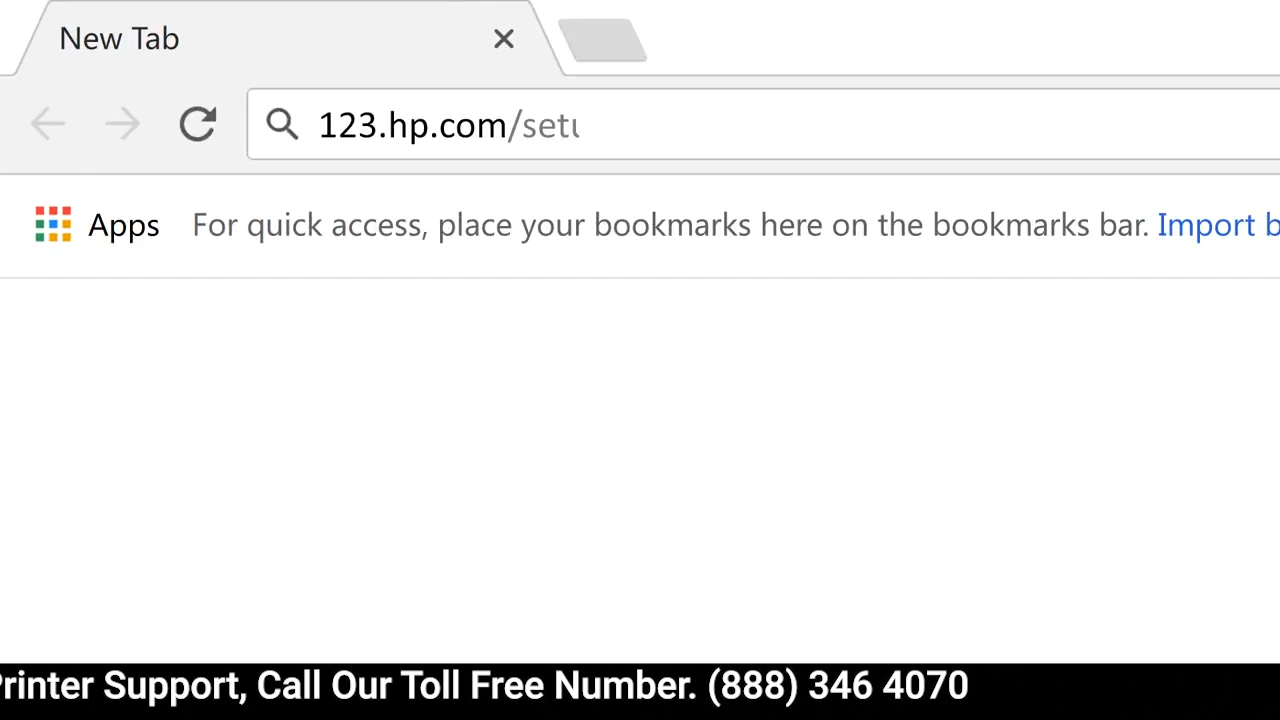 New Tab
123.hp.com/setu
Apps For quick access, place your bookmarks here on the bookmarks bar. Import b
Printer Support, Call Our Toll Free Number. (888) 346 4070